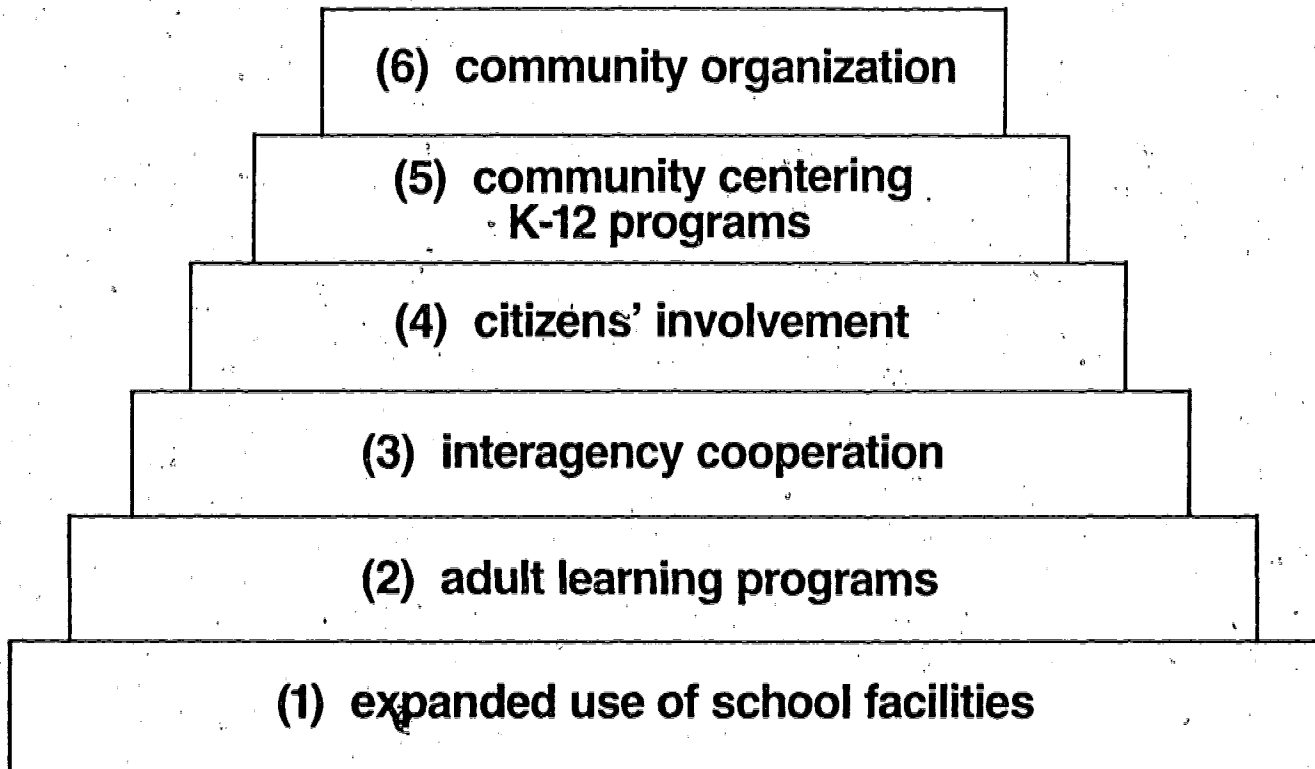 (6) community organization
(5) community centering
K-12 programs
(4) citizens' involvement
(3) interagency cooperation
(2) adult learning programs
(1) expanded use of school facilities